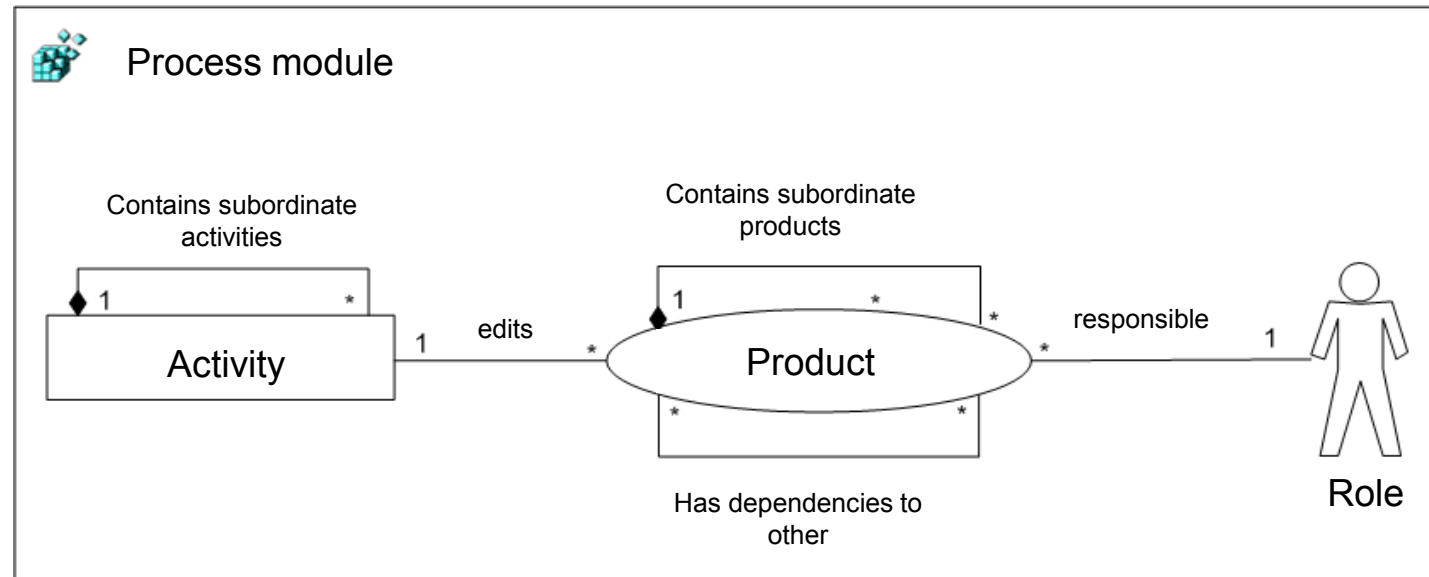 Process module
Contains subordinate
activities
Contains subordinate
products
1
*
1
*
*
Activity
1
edits
*
Product
*
responsible
1
*
*
Has dependencies to
other
Role